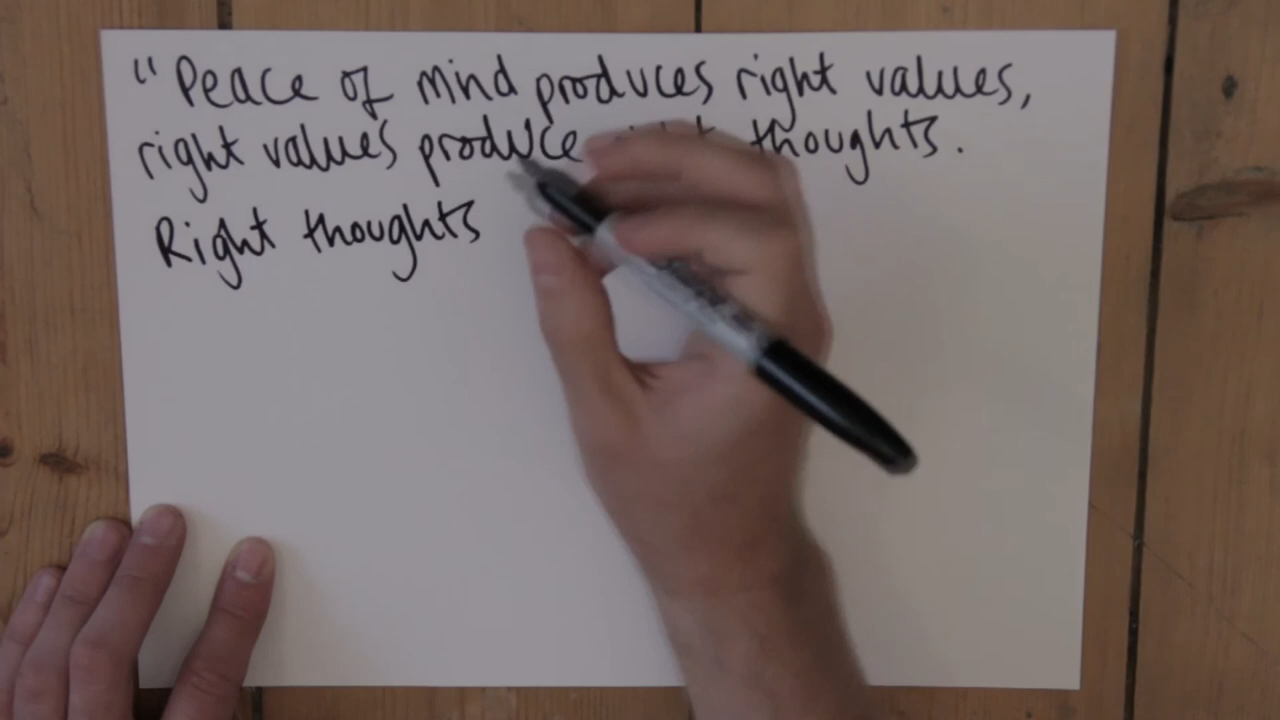 “Peace of mind produces right values,
right values produce thoughts.
Right thoughts